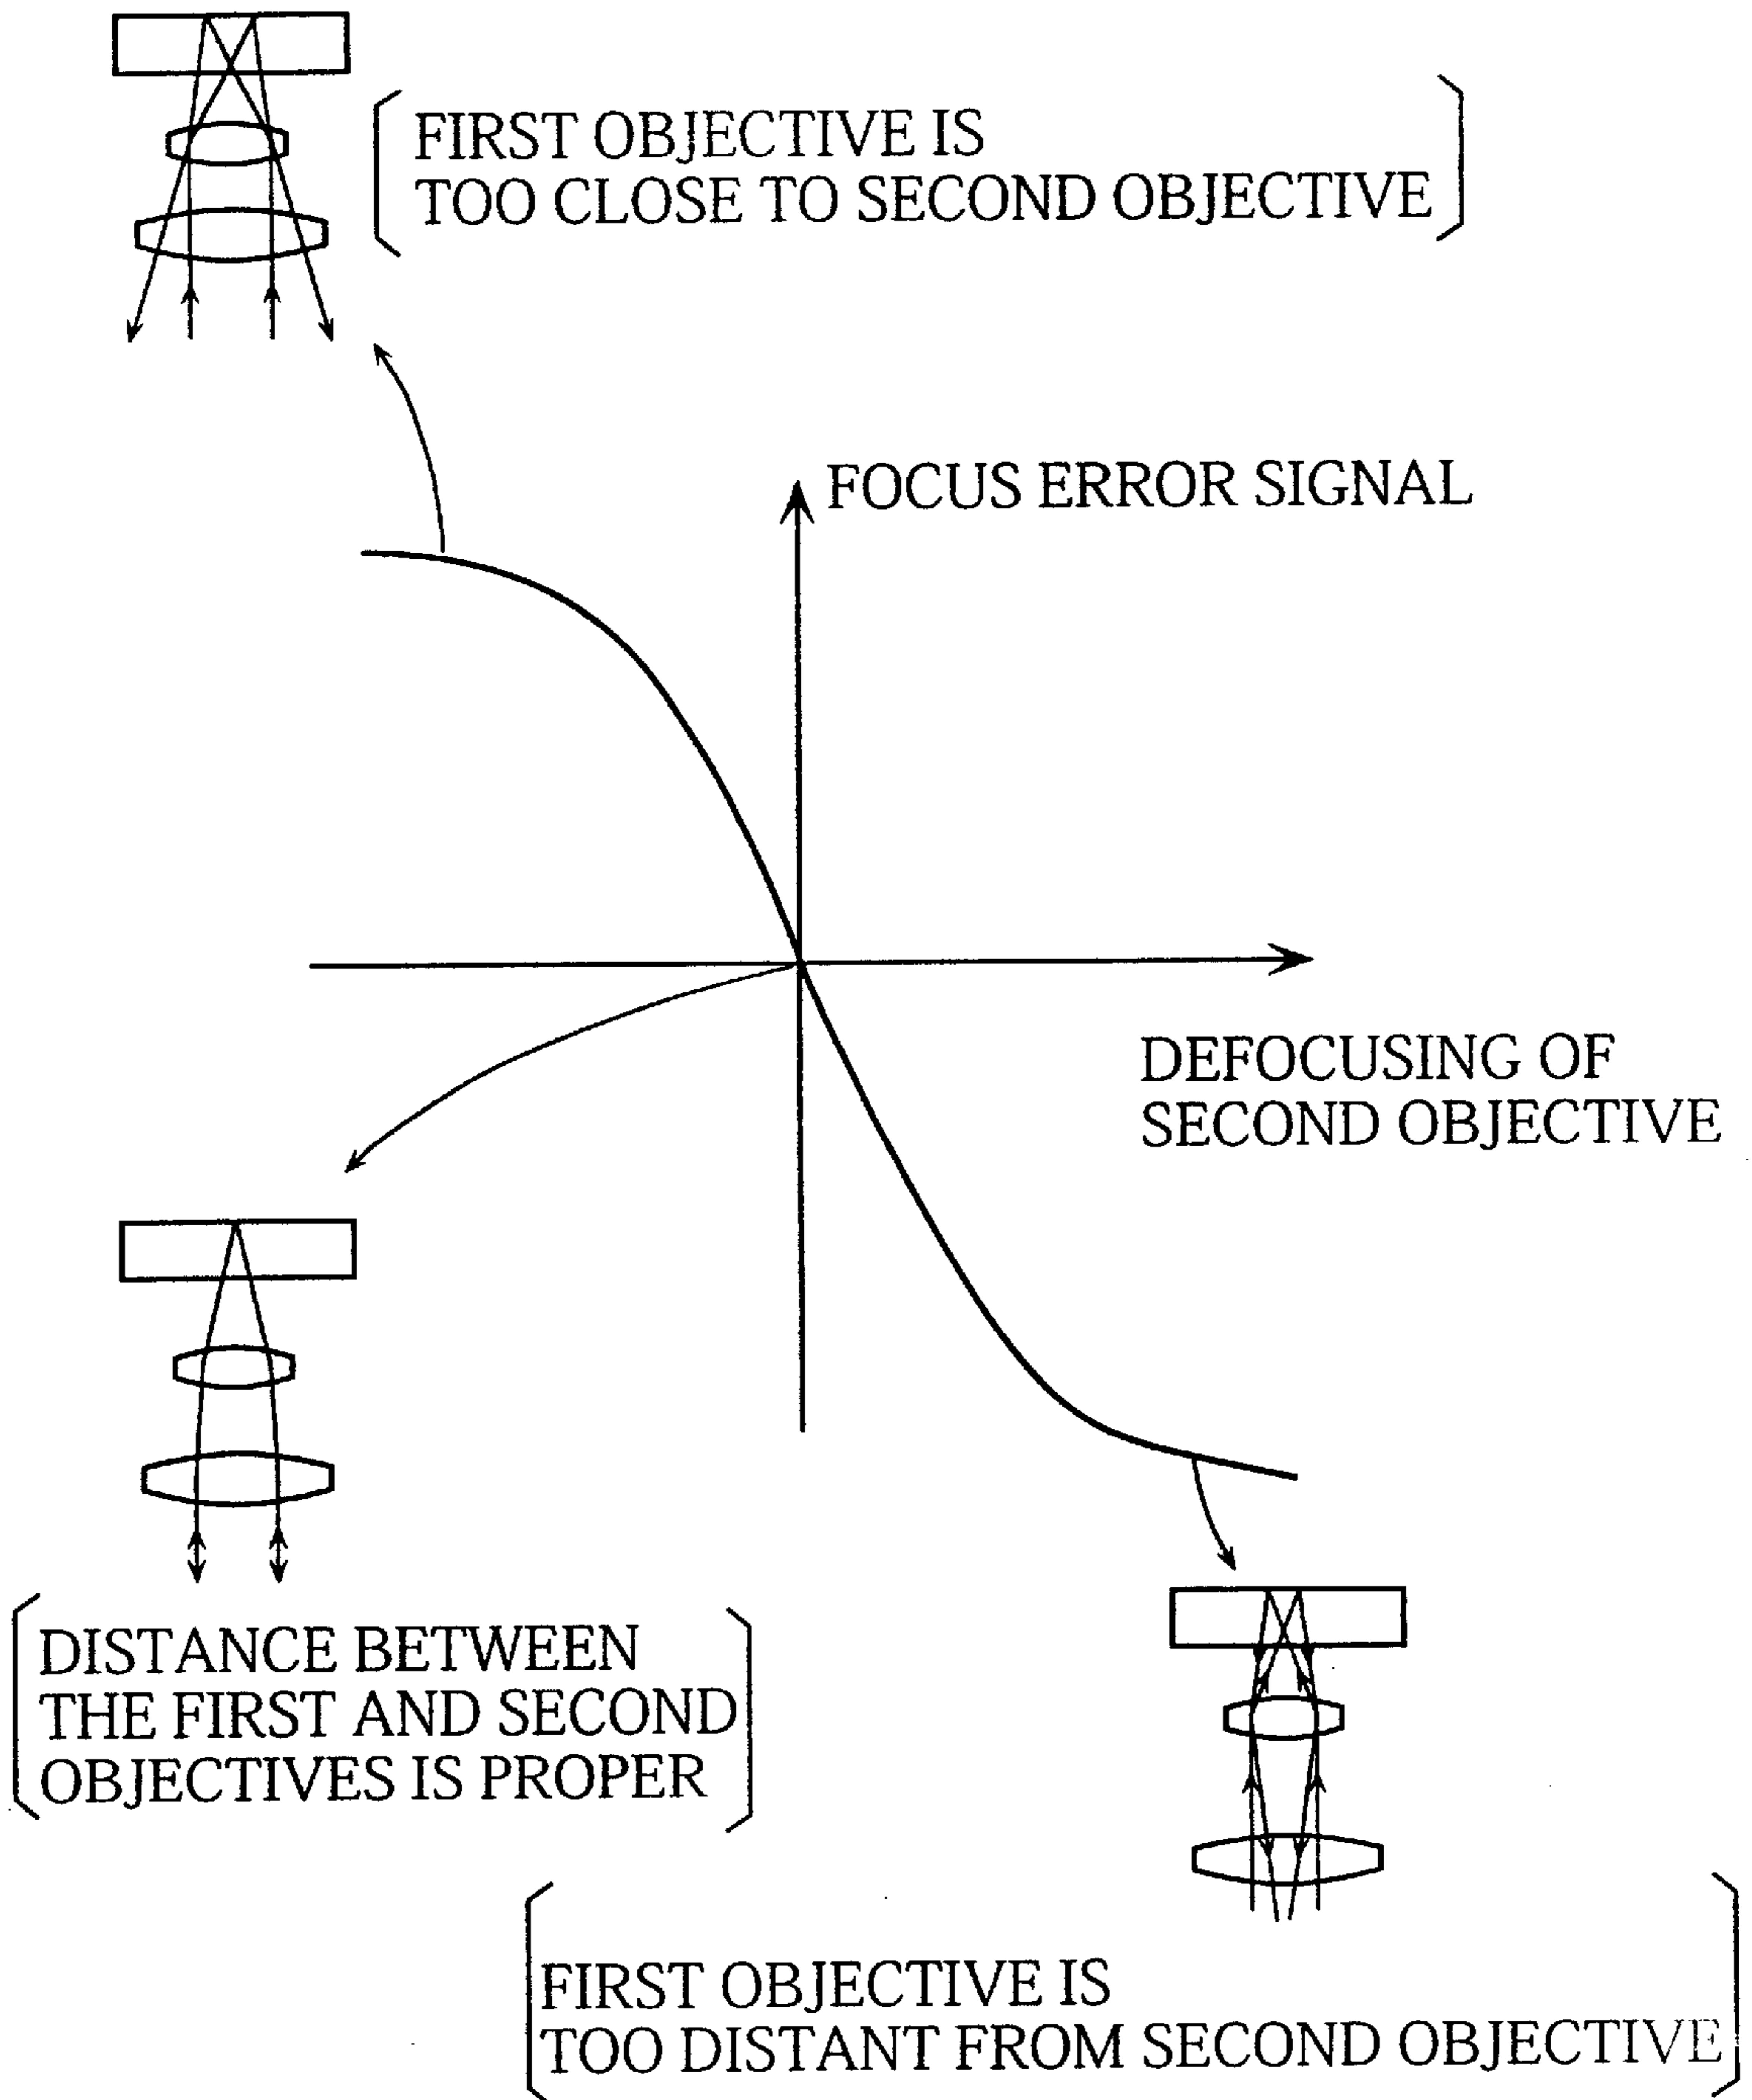 FIRST OBJECTIVE IS
TOO CLOSE TO SECOND OBJECTIVE
FOCUS ERROR SIGNAL
DEFOCUSING OF
SECOND OBJECTIVE
DISTANCE BETWEEN
THE FIRST AND SECOND
OBJECTIVES IS PROPER
FIRST OBJECTIVE IS
TOO DISTANT FROM SECOND OBJECTIVE